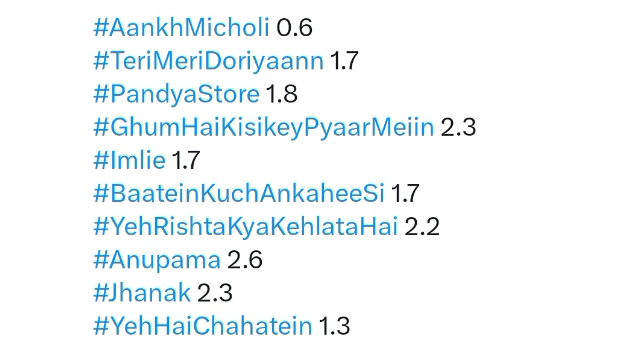 #AankhMicholi 0.6
#TeriMeriDoriyaann 1.7
#PandyaStore 1.8
#GhumHaiKisikeyPyaarMeiin 2.3
#Imlie 1.7
#BaateinKuchAnkaheeSi 1.7
#YehRishtaKyaKehlataHai 2.2
#Anupama 2.6
#Jhanak 2.3
#YehHaiChahatein 1.3